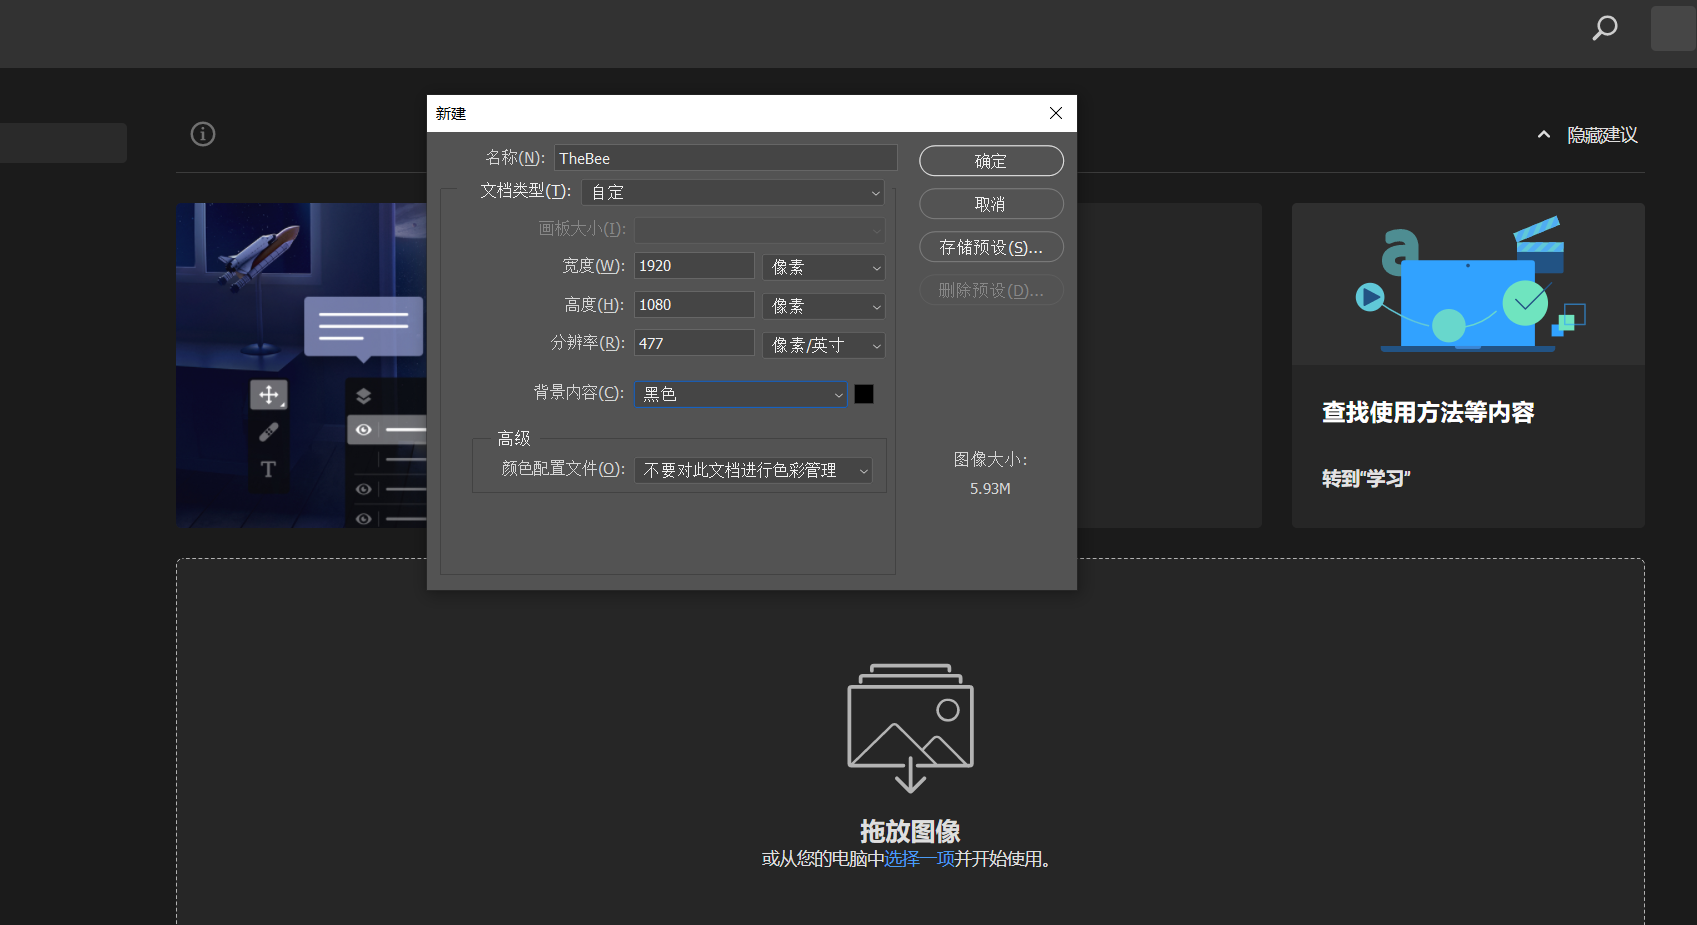 隐藏建议
新建
名称(N): TheBee
文档类型(T): 自定
画板大小(I):
宽度(W): 1920 像素
高度(H): 1080 像素
分辨率(R): 477 像素/英寸
背景内容(C): 黑色
高级
颜色配置文件(O): 不要对此文档进行色彩管理
确定
取消
存储预设(S)...
删除预设(D)...
图像大小:
5.93M
T
a
查找使用方法等内容
转到“学习”
拖放图像
或从您的电脑中选择一项并开始使用。